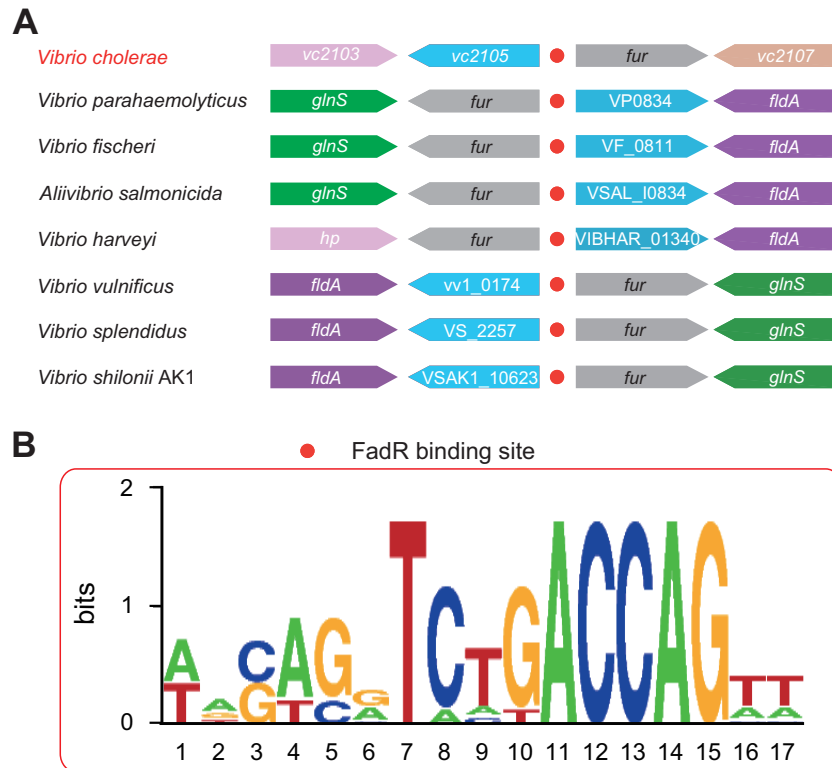 A
Vibrio cholerae vc2103 vc2105 fur vc2107
Vibrio parahaemolyticus glnS fur VP0834 fldA
Vibrio fischeri glnS fur VF_0811 fldA
Aliivibrio salmonicida glnS fur VSAL_I0834 fldA
Vibrio harveyi hp fur VIBHAR_01340 fldA
Vibrio vulnificus fldA vv1_0174 fur glnS
Vibrio splendidus fldA VS_2257 fur glnS
Vibrio shilonii AK1 fldA VSAK1_10623 fur glnS
B
FadR binding site
2
bits
1
0
A T A G C G A T G C G A T C A T A G T A C C A G T A T A
1 2 3 4 5 6 7 8 9 10 11 12 13 14 15 16 17